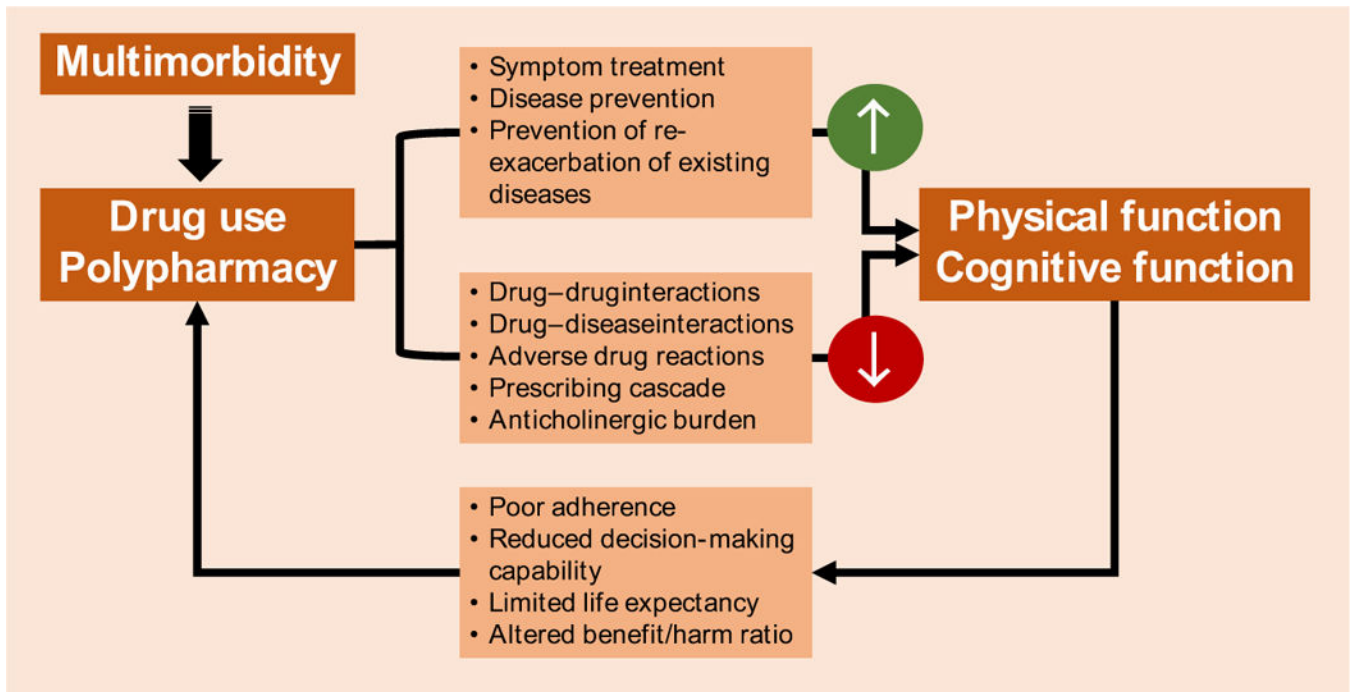 Multimorbidity
Drug use
Polypharmacy
• Symptom treatment
• Disease prevention
• Prevention of re-
exacerbation of existing
diseases
• Drug–druginteractions
• Drug–diseaseinteractions
• Adverse drug reactions
• Prescribing cascade
• Anticholinergic burden
Physical function
Cognitive function
• Poor adherence
• Reduced decision-making
capability
• Limited life expectancy
• Altered benefit/harm ratio